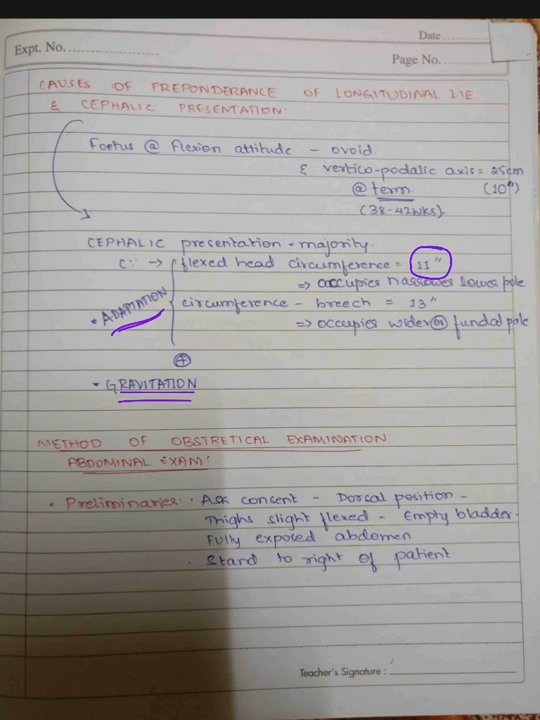 Date
Expt. No.
Page No.
CAUSES OF PREPONDERANCE OF LONGITUDINAL LIE
& CEPHALIC PRESENTATION:
Foetus @ flexion attitude - ovoid
& vertico-podalic axis = 25cm
@ term (10")
(38-42wks).
CEPHALIC presentation - majority.
C∵ → flexed head circumference = 11"
⇒ occupies narrower lower pole
• ADAPTATION
circumference - breech = 13"
⇒ occupies wider @ fundal pole
⊕
• GRAVITATION
METHOD OF OBSTRETICAL EXAMINATION:
ABDOMINAL EXAM:
• Preliminaries: • Ask consent - Dorsal position -
Thighs slight flexed - Empty bladder -
Fully exposed abdomen
• Stand to right of patient
Teacher's Signature :